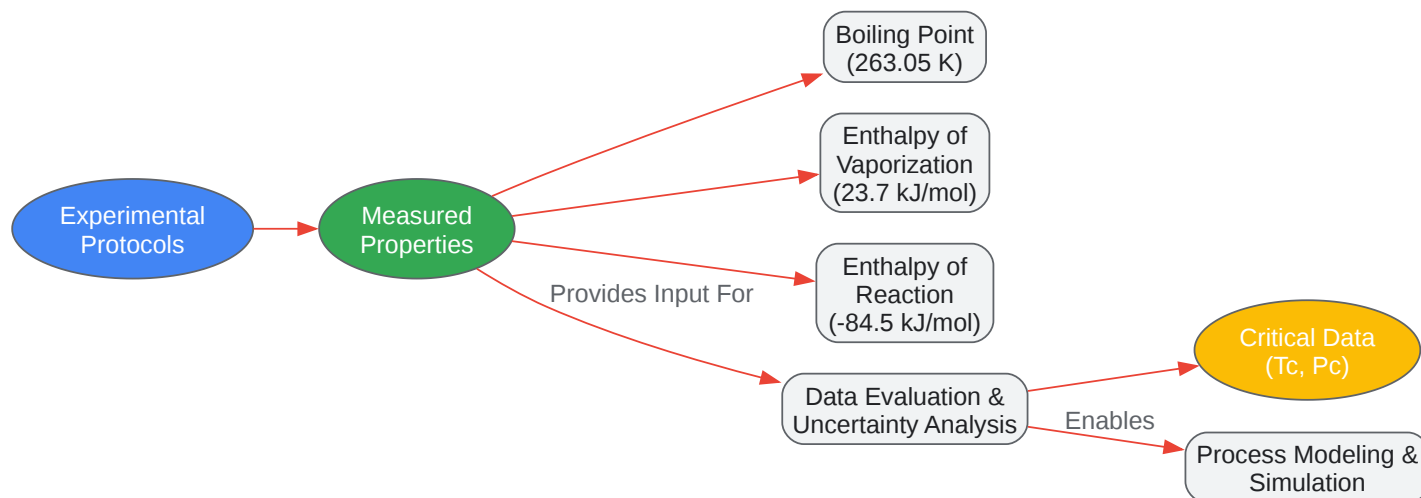 Boiling Point
(263.05 K)
Enthalpy of
Vaporization
(23.7 kJ/mol)
Experimental
Protocols
Measured
Properties
Enthalpy of
Reaction
(-84.5 kJ/mol)
Provides Input For
Critical Data
(Tc, Pc)
Data Evaluation &
Uncertainty Analysis
Enables
Process Modeling &
Simulation